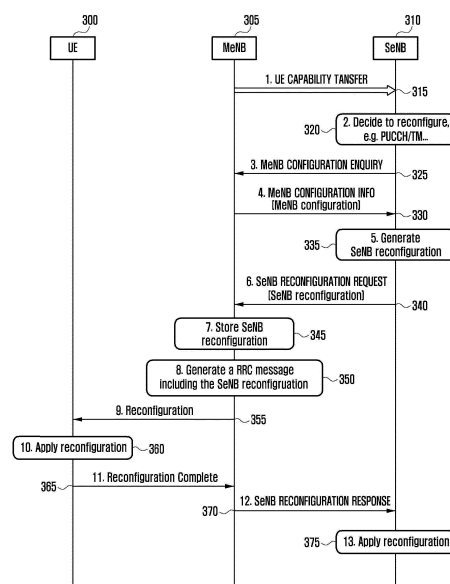 300
305
310
UE
MeNB
SeNB
1. UE CAPABILITY TANSFER
315
320
2. Decide to reconfigure,
e.g. PUCCH/TM...
3. MeNB CONFIGURATION ENQUIRY
325
4. MeNB CONFIGURATION INFO
[MeNB configuration]
330
335
5. Generate
SeNB reconfiguration
6. SeNB RECONFIGURATION REQUEST
[SeNB reconfiguration]
340
7. Store SeNB
reconfiguration
345
8. Generate a RRC message
including the SeNB reconfigruation
350
9. Reconfiguration
355
10. Apply reconfiguration
360
11. Reconfiguration Complete
365
12. SeNB RECONFIGURATION RESPONSE
370
375
13. Apply reconfiguration